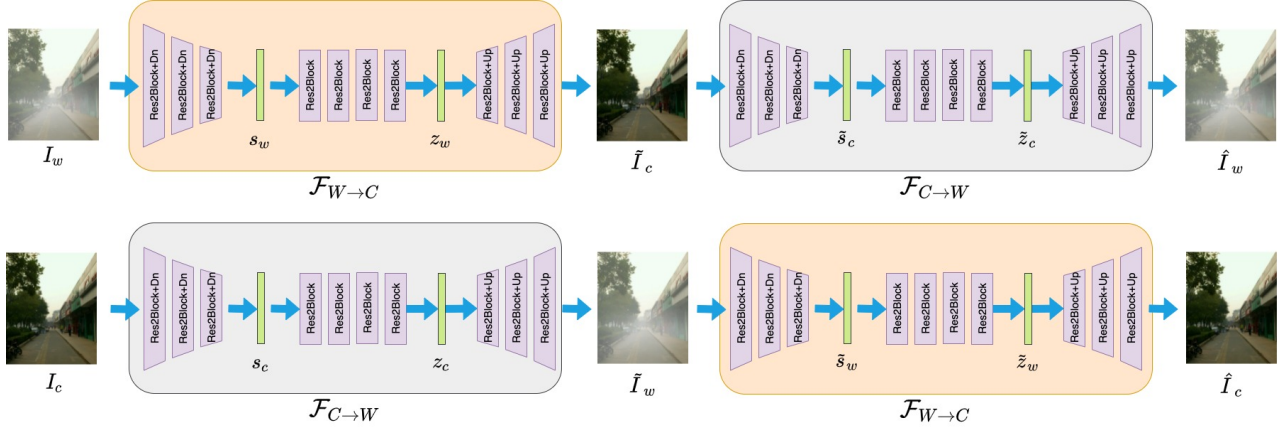 Res2Block+Dn
Res2Block+Dn
Res2Block+Dn
Res2Block
Res2Block
Res2Block
Res2Block
Res2Block+Up
Res2Block+Up
Res2Block+Up
Res2Block+Dn
Res2Block+Dn
Res2Block+Dn
Res2Block
Res2Block
Res2Block
Res2Block
Res2Block+Up
Res2Block+Up
Res2Block+Up
I_w
s_w
z_w
Ĩ_c
s̃_c
z̃_c
Î_w
F_{W→C}
F_{C→W}
Res2Block+Dn
Res2Block+Dn
Res2Block+Dn
Res2Block
Res2Block
Res2Block
Res2Block
Res2Block+Up
Res2Block+Up
Res2Block+Up
Res2Block+Dn
Res2Block+Dn
Res2Block+Dn
Res2Block
Res2Block
Res2Block
Res2Block
Res2Block+Up
Res2Block+Up
Res2Block+Up
I_c
s_c
z_c
Ĩ_w
s̃_w
z̃_w
Î_c
F_{C→W}
F_{W→C}